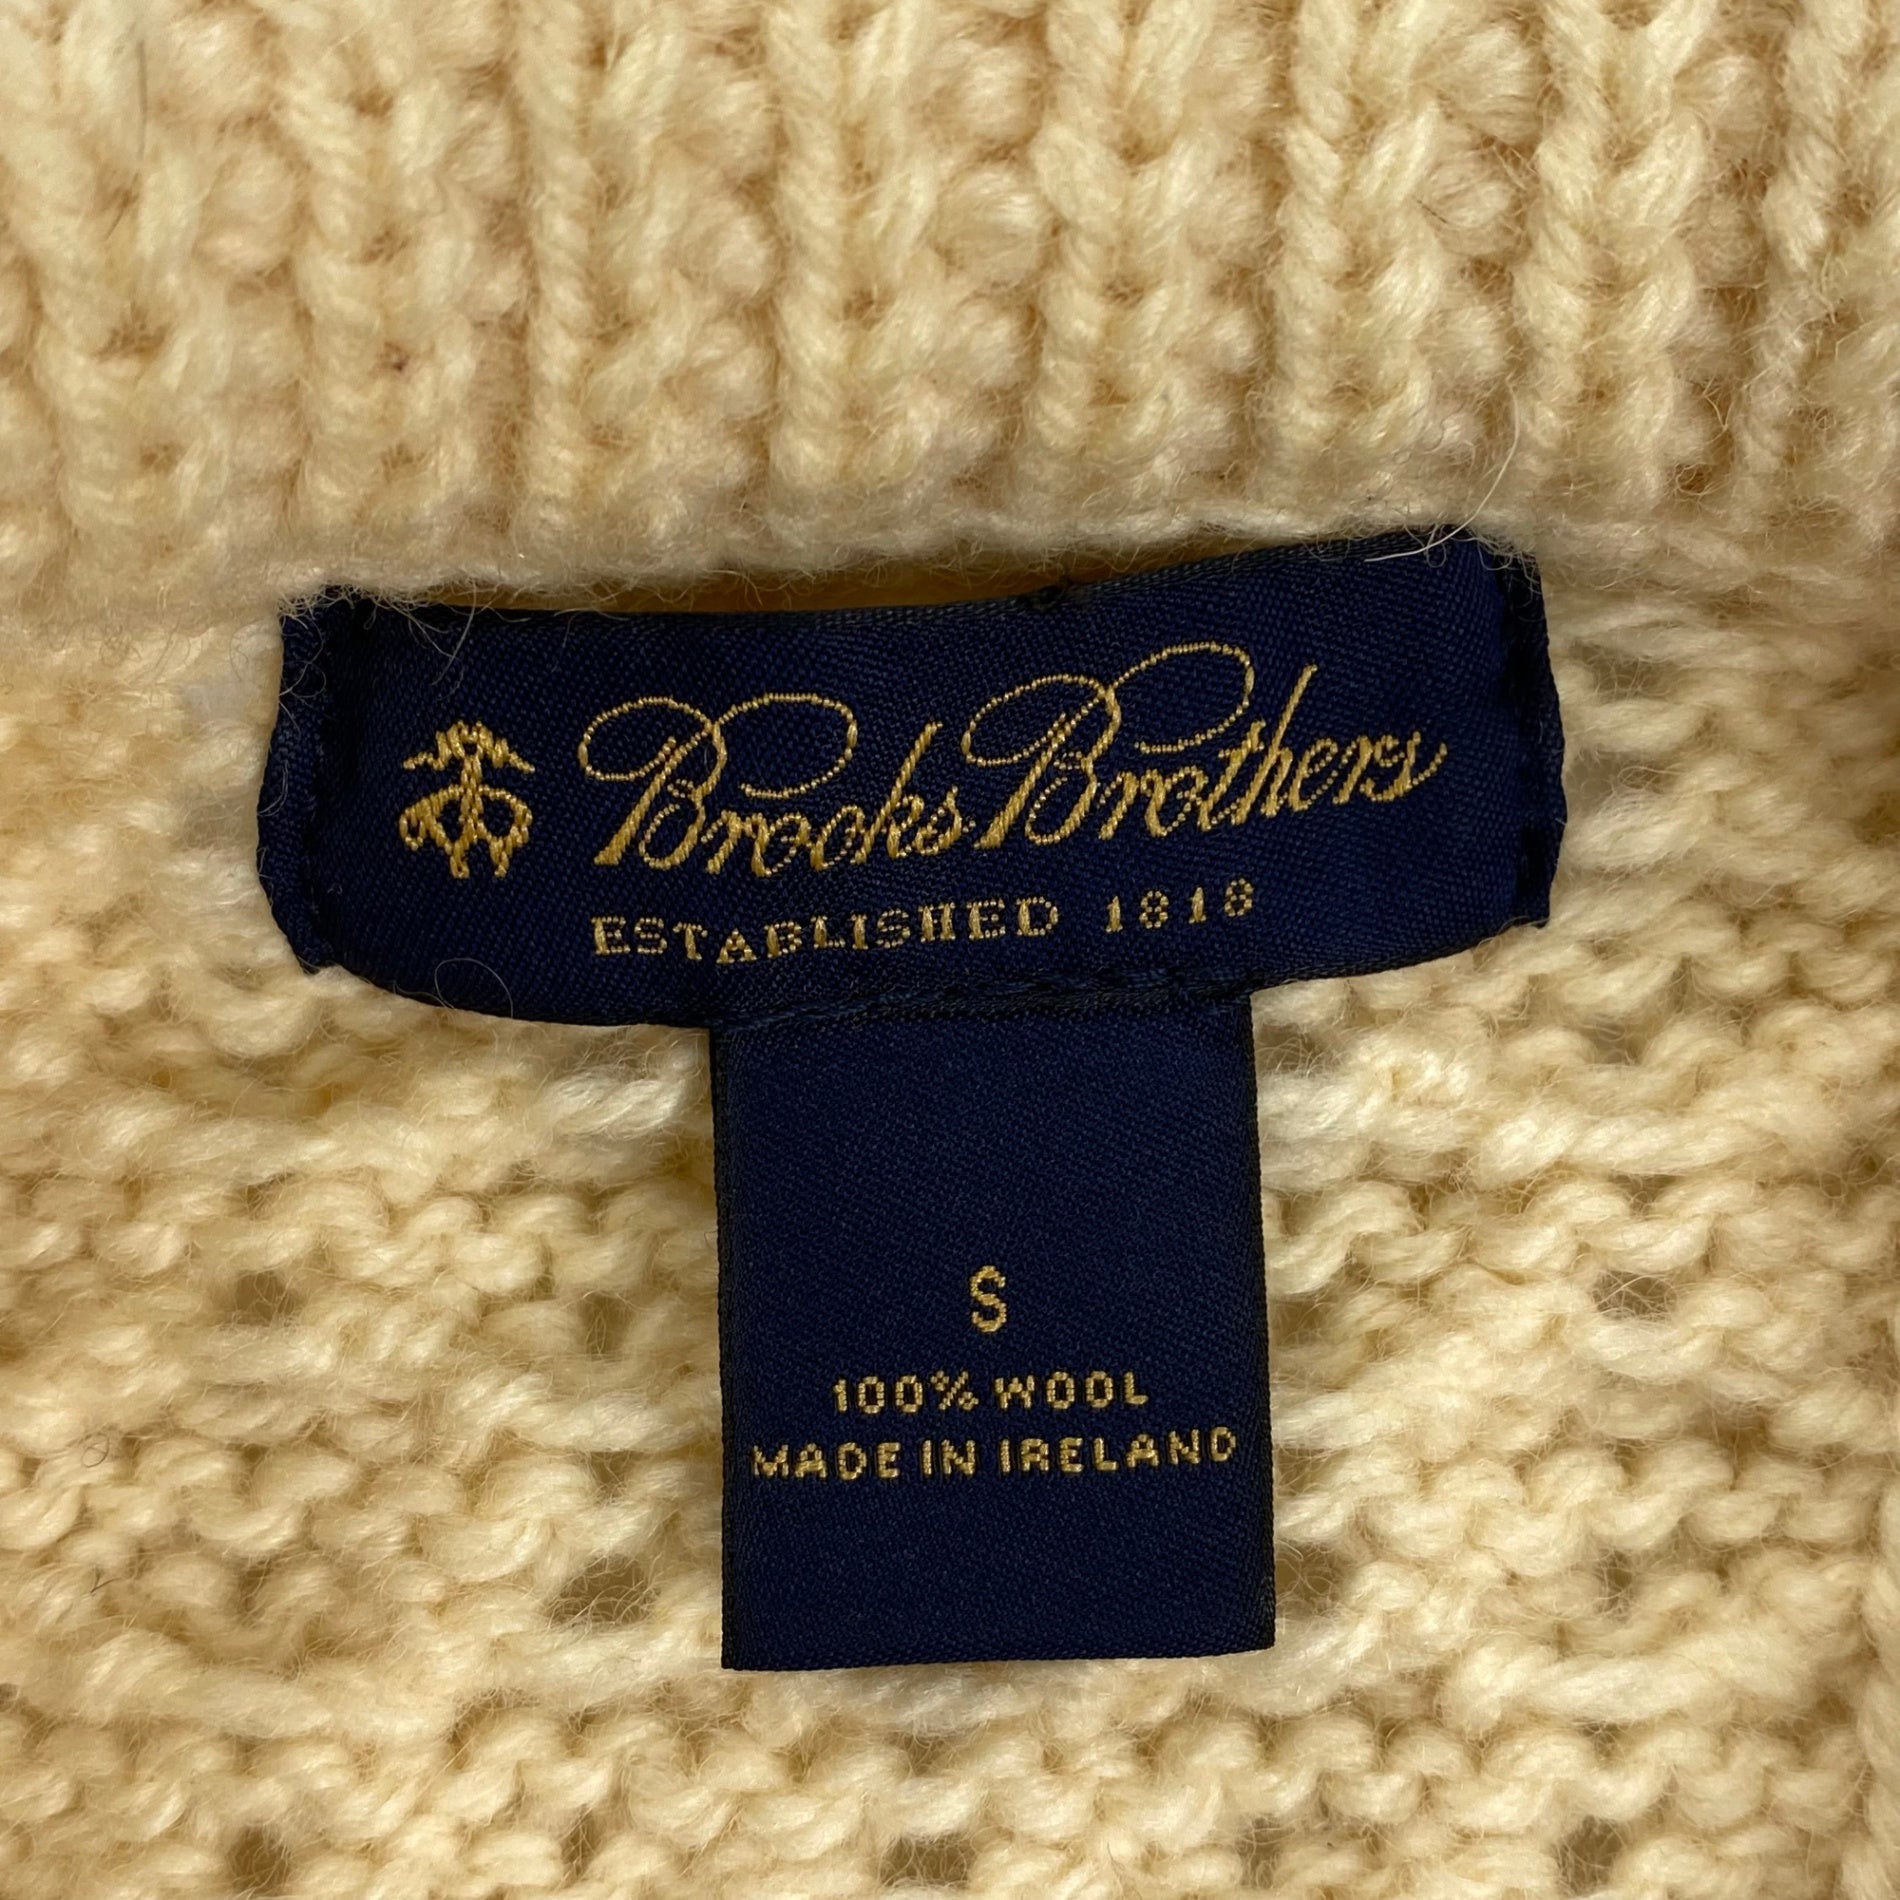 Brooks Brothers
ESTABLISHED 1818
S
100% WOOL
MADE IN IRELAND